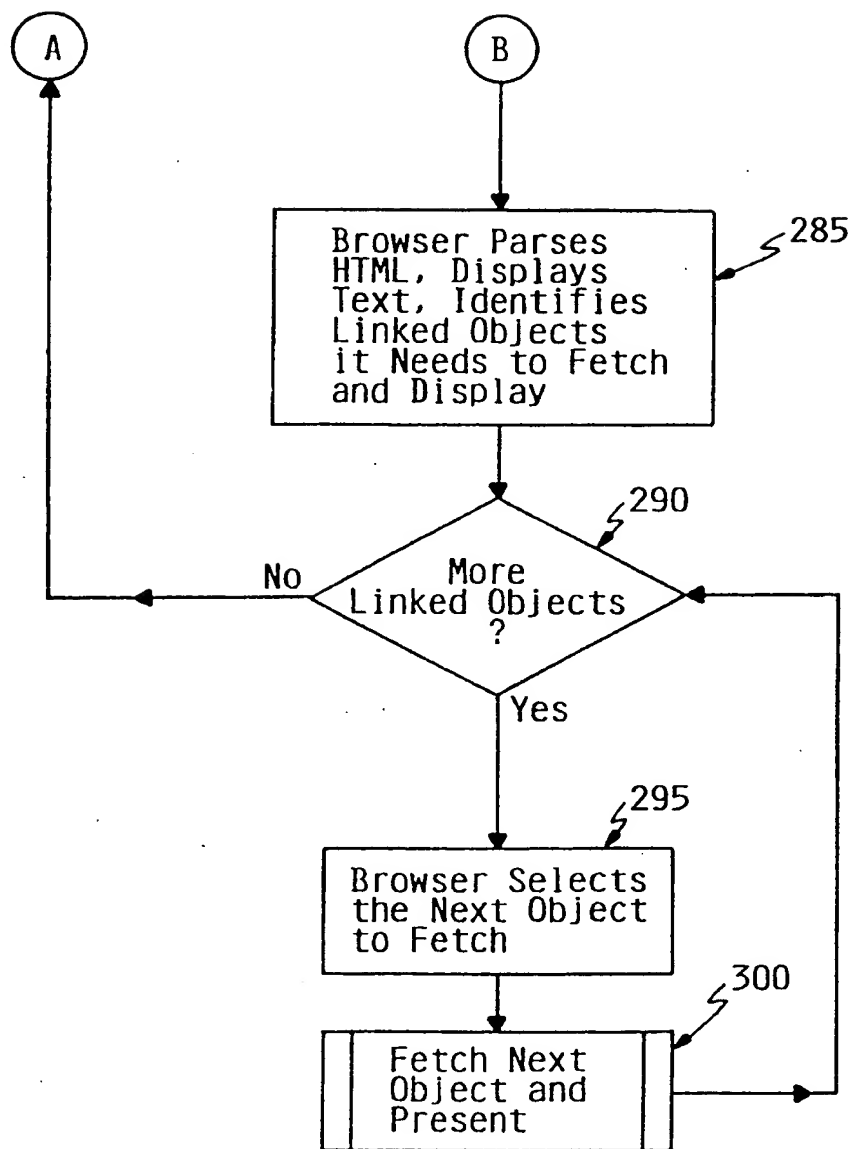 A
B
Browser Parses
HTML, Displays
Text, Identifies
Linked Objects
it Needs to Fetch
and Display
285
290
More
Linked Objects
?
No
Yes
295
Browser Selects
the Next Object
to Fetch
300
Fetch Next
Object and
Present